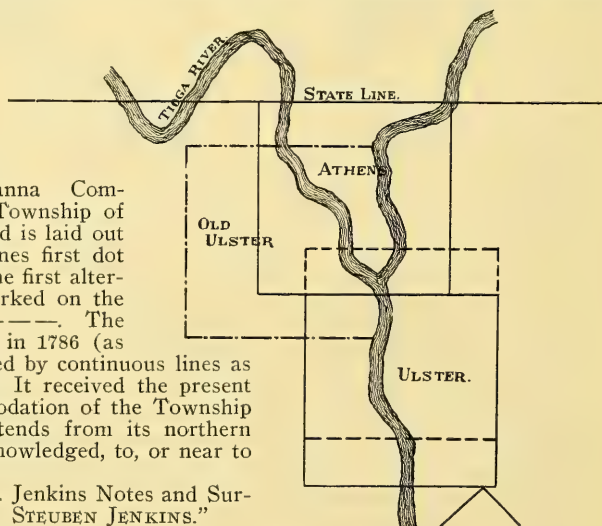 TIOGA RIVER.
STATE LINE.
ATHENS
OLD
ULSTER
ULSTER.
anna Com-
Township of
d is laid out
nes first dot
he first alter-
rked on the
– — — —. The
in 1786 (as
ed by continuous lines as
It received the present
odation of the Township
tends from its northern
nowledged, to, or near to
. Jenkins Notes and Sur-
STEUBEN JENKINS."